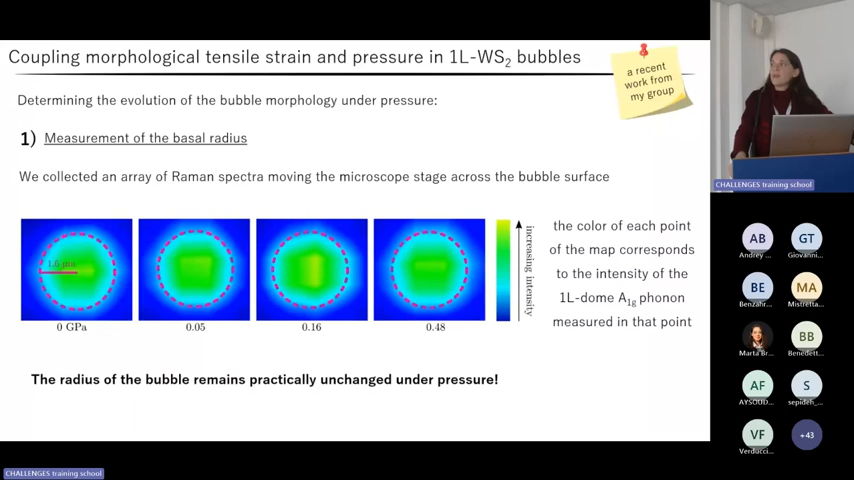 Coupling morphological tensile strain and pressure in 1L-WS2 bubbles
a recent
work from
my group
Determining the evolution of the bubble morphology under pressure:
1) Measurement of the basal radius
We collected an array of Raman spectra moving the microscope stage across the bubble surface
0 GPa
0.05
0.16
0.48
increasing intensity
the color of each point
of the map corresponds
to the intensity of the
1L-dome A1g phonon
measured in that point
The radius of the bubble remains practically unchanged under pressure!
CHALLENGES training school
AB
GT
Andrey ...
Giovanni...
BE
MA
Benzahr...
Mistretta...
BB
Marta Br...
Benedett...
AF
S
AYSOUD...
sepideh_...
VF
+43
Verducci...
CHALLENGES training school